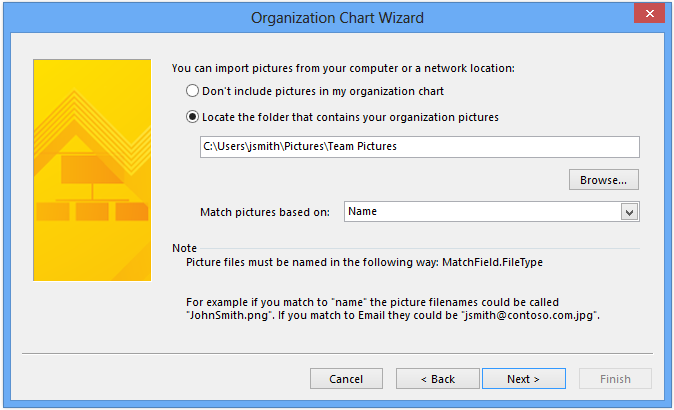 Organization Chart Wizard
You can import pictures from your computer or a network location:
Don't include pictures in my organization chart
Locate the folder that contains your organization pictures
C:\Users\jsmith\Pictures\Team Pictures
Browse...
Match pictures based on: Name
Note
Picture files must be named in the following way: MatchField.FileType
For example if you match to "name" the picture filenames could be called
"JohnSmith.png". If you match to Email they could be "jsmith@contoso.com.jpg".
Cancel < Back Next > Finish